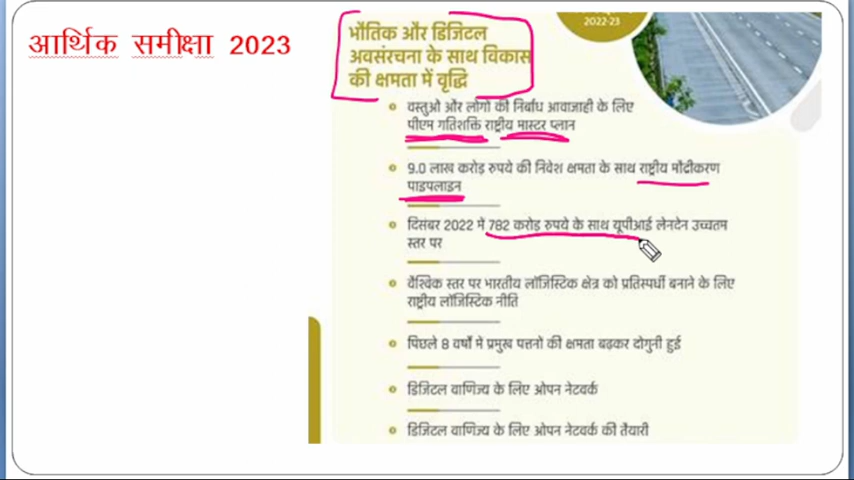 आर्थिक समीक्षा 2023
2022-23
भौतिक और डिजिटल
अवसंरचना के साथ विकास
की क्षमता में वृद्धि
वस्तुओ और लोगों की निर्बाध आवाजाही के लिए
पीएम गतिशक्ति राष्ट्रीय मास्टर प्लान
9.0 लाख करोड़ रुपये की निवेश क्षमता के साथ राष्ट्रीय मौद्रीकरण
पाइपलाइन
दिसंबर 2022 में 782 करोड़ रुपये के साथ यूपीआई लेनदेन उच्चतम
स्तर पर
वैश्विक स्तर पर भारतीय लॉजिस्टिक क्षेत्र को प्रतिस्पर्धी बनाने के लिए
राष्ट्रीय लॉजिस्टिक नीति
पिछले 8 वर्षों में प्रमुख पत्तनों की क्षमता बढ़कर दोगुनी हुई
डिजिटल वाणिज्य के लिए ओपन नेटवर्क
डिजिटल वाणिज्य के लिए ओपन नेटवर्क की तैयारी